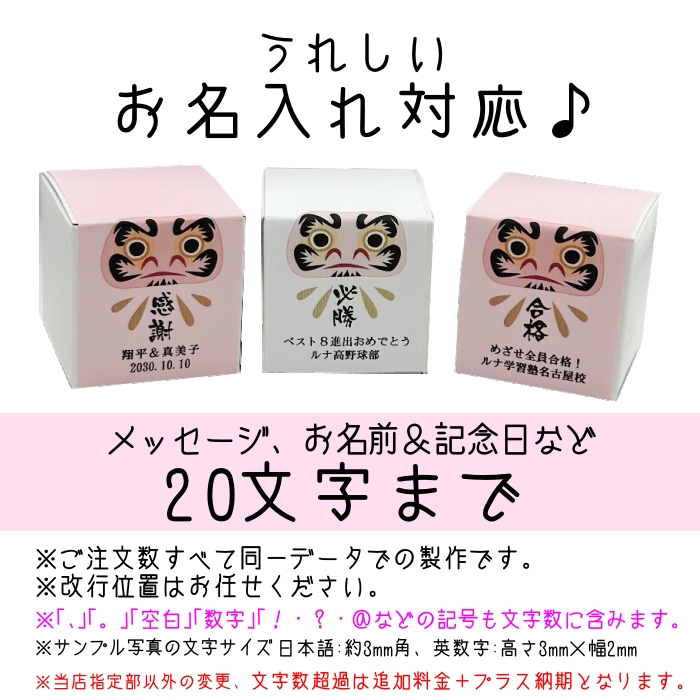 うれしい
お名入れ対応♪
感謝
翔平＆真美子
2030.10.10
必勝
ベスト８進出おめでとう
ルナ高野球部
合格
めざせ全員合格！
ルナ学習塾名古屋校
メッセージ、お名前＆記念日など
20文字まで
※ご注文数すべて同一データでの製作です。
※改行位置はお任せください。
※「、」「。」「空白」「数字」「！・？・@などの記号も文字数に含みます。
※サンプル写真の文字サイズ 日本語：約3mm角、英数字：高さ3mm×幅2mm
※当店指定部以外の変更、文字数超過は追加料金＋プラス納期となります。